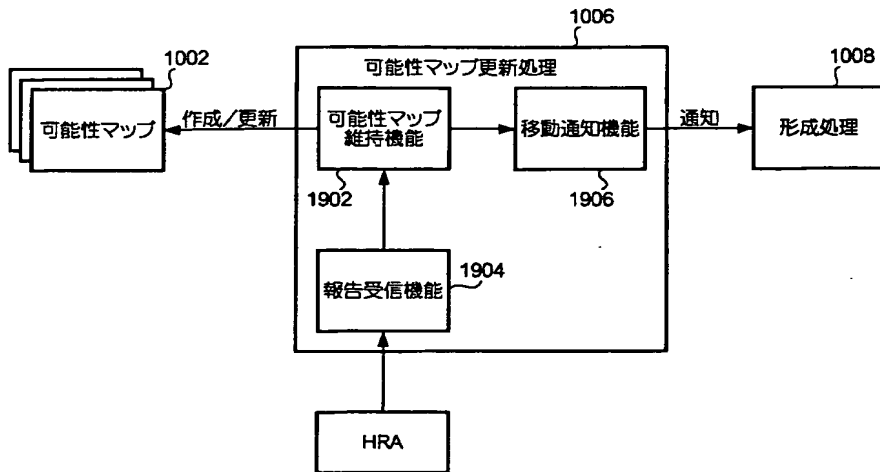 1006
1002
可能性マップ更新処理
1008
可能性マップ
作成/更新
可能性マップ
維持機能
移動通知機能
通知
形成処理
1902
1906
報告受信機能
1904
HRA